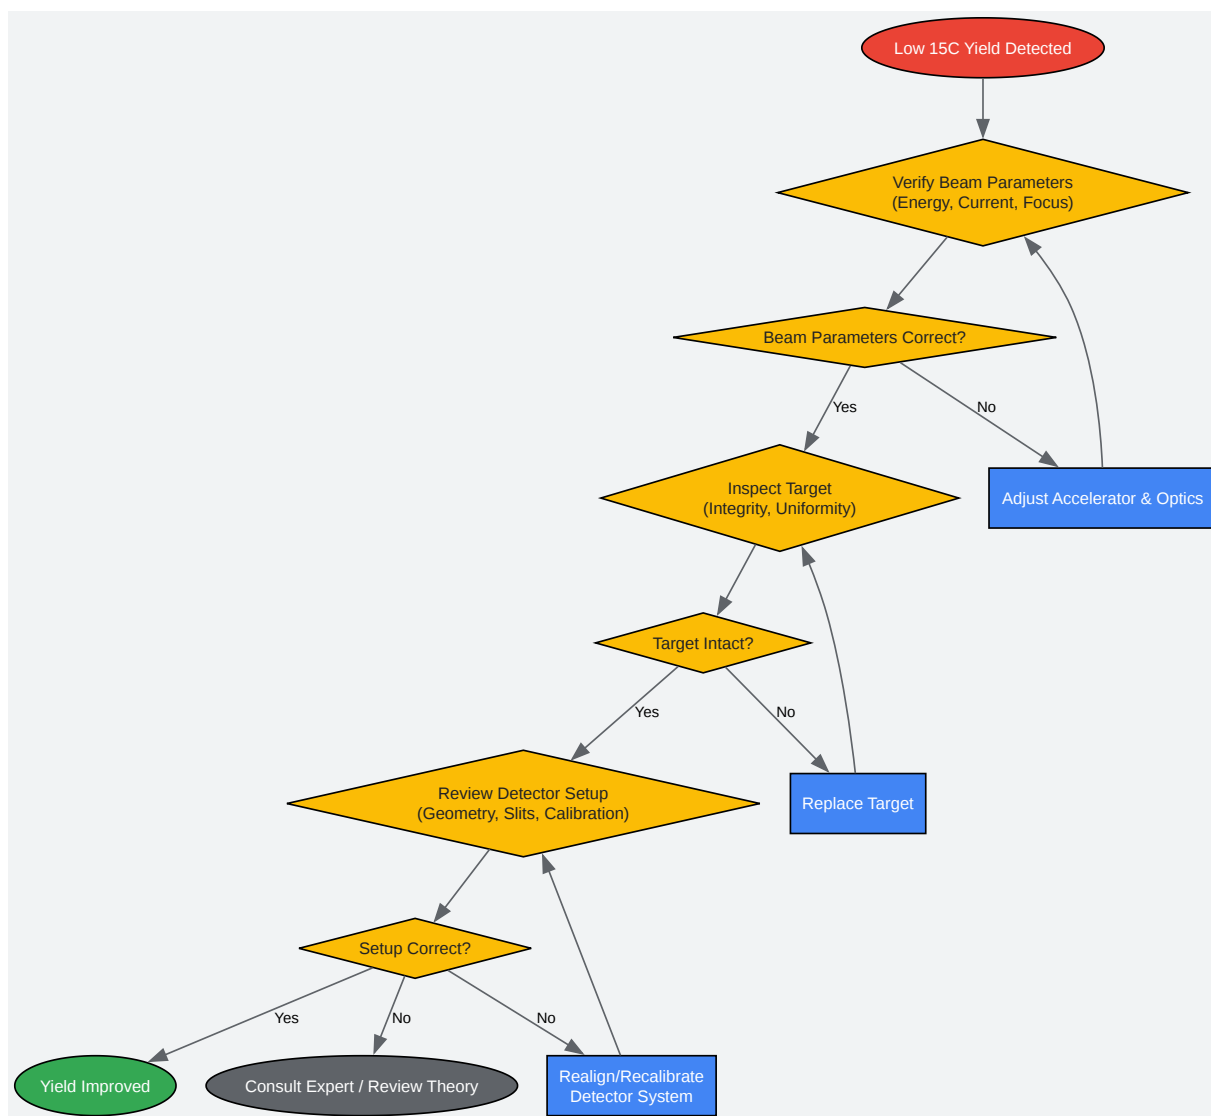 Low 15C Yield Detected
Verify Beam Parameters
(Energy, Current, Focus)
Beam Parameters Correct?
Yes
No
Inspect Target
(Integrity, Uniformity)
Adjust Accelerator & Optics
Target Intact?
Yes
No
Review Detector Setup
(Geometry, Slits, Calibration)
Replace Target
Setup Correct?
Yes
No
No
Yield Improved
Consult Expert / Review Theory
Realign/Recalibrate
Detector System